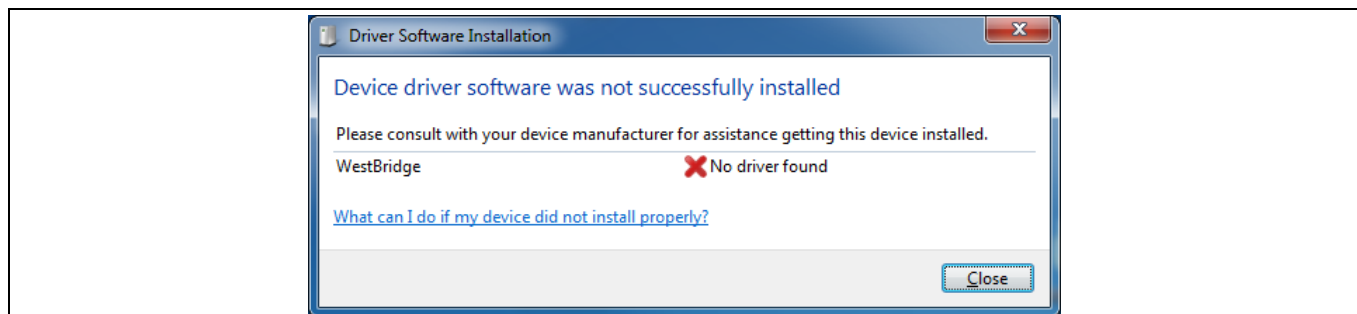 Driver Software Installation
Device driver software was not successfully installed
Please consult with your device manufacturer for assistance getting this device installed.
WestBridge No driver found
What can I do if my device did not install properly?
Close